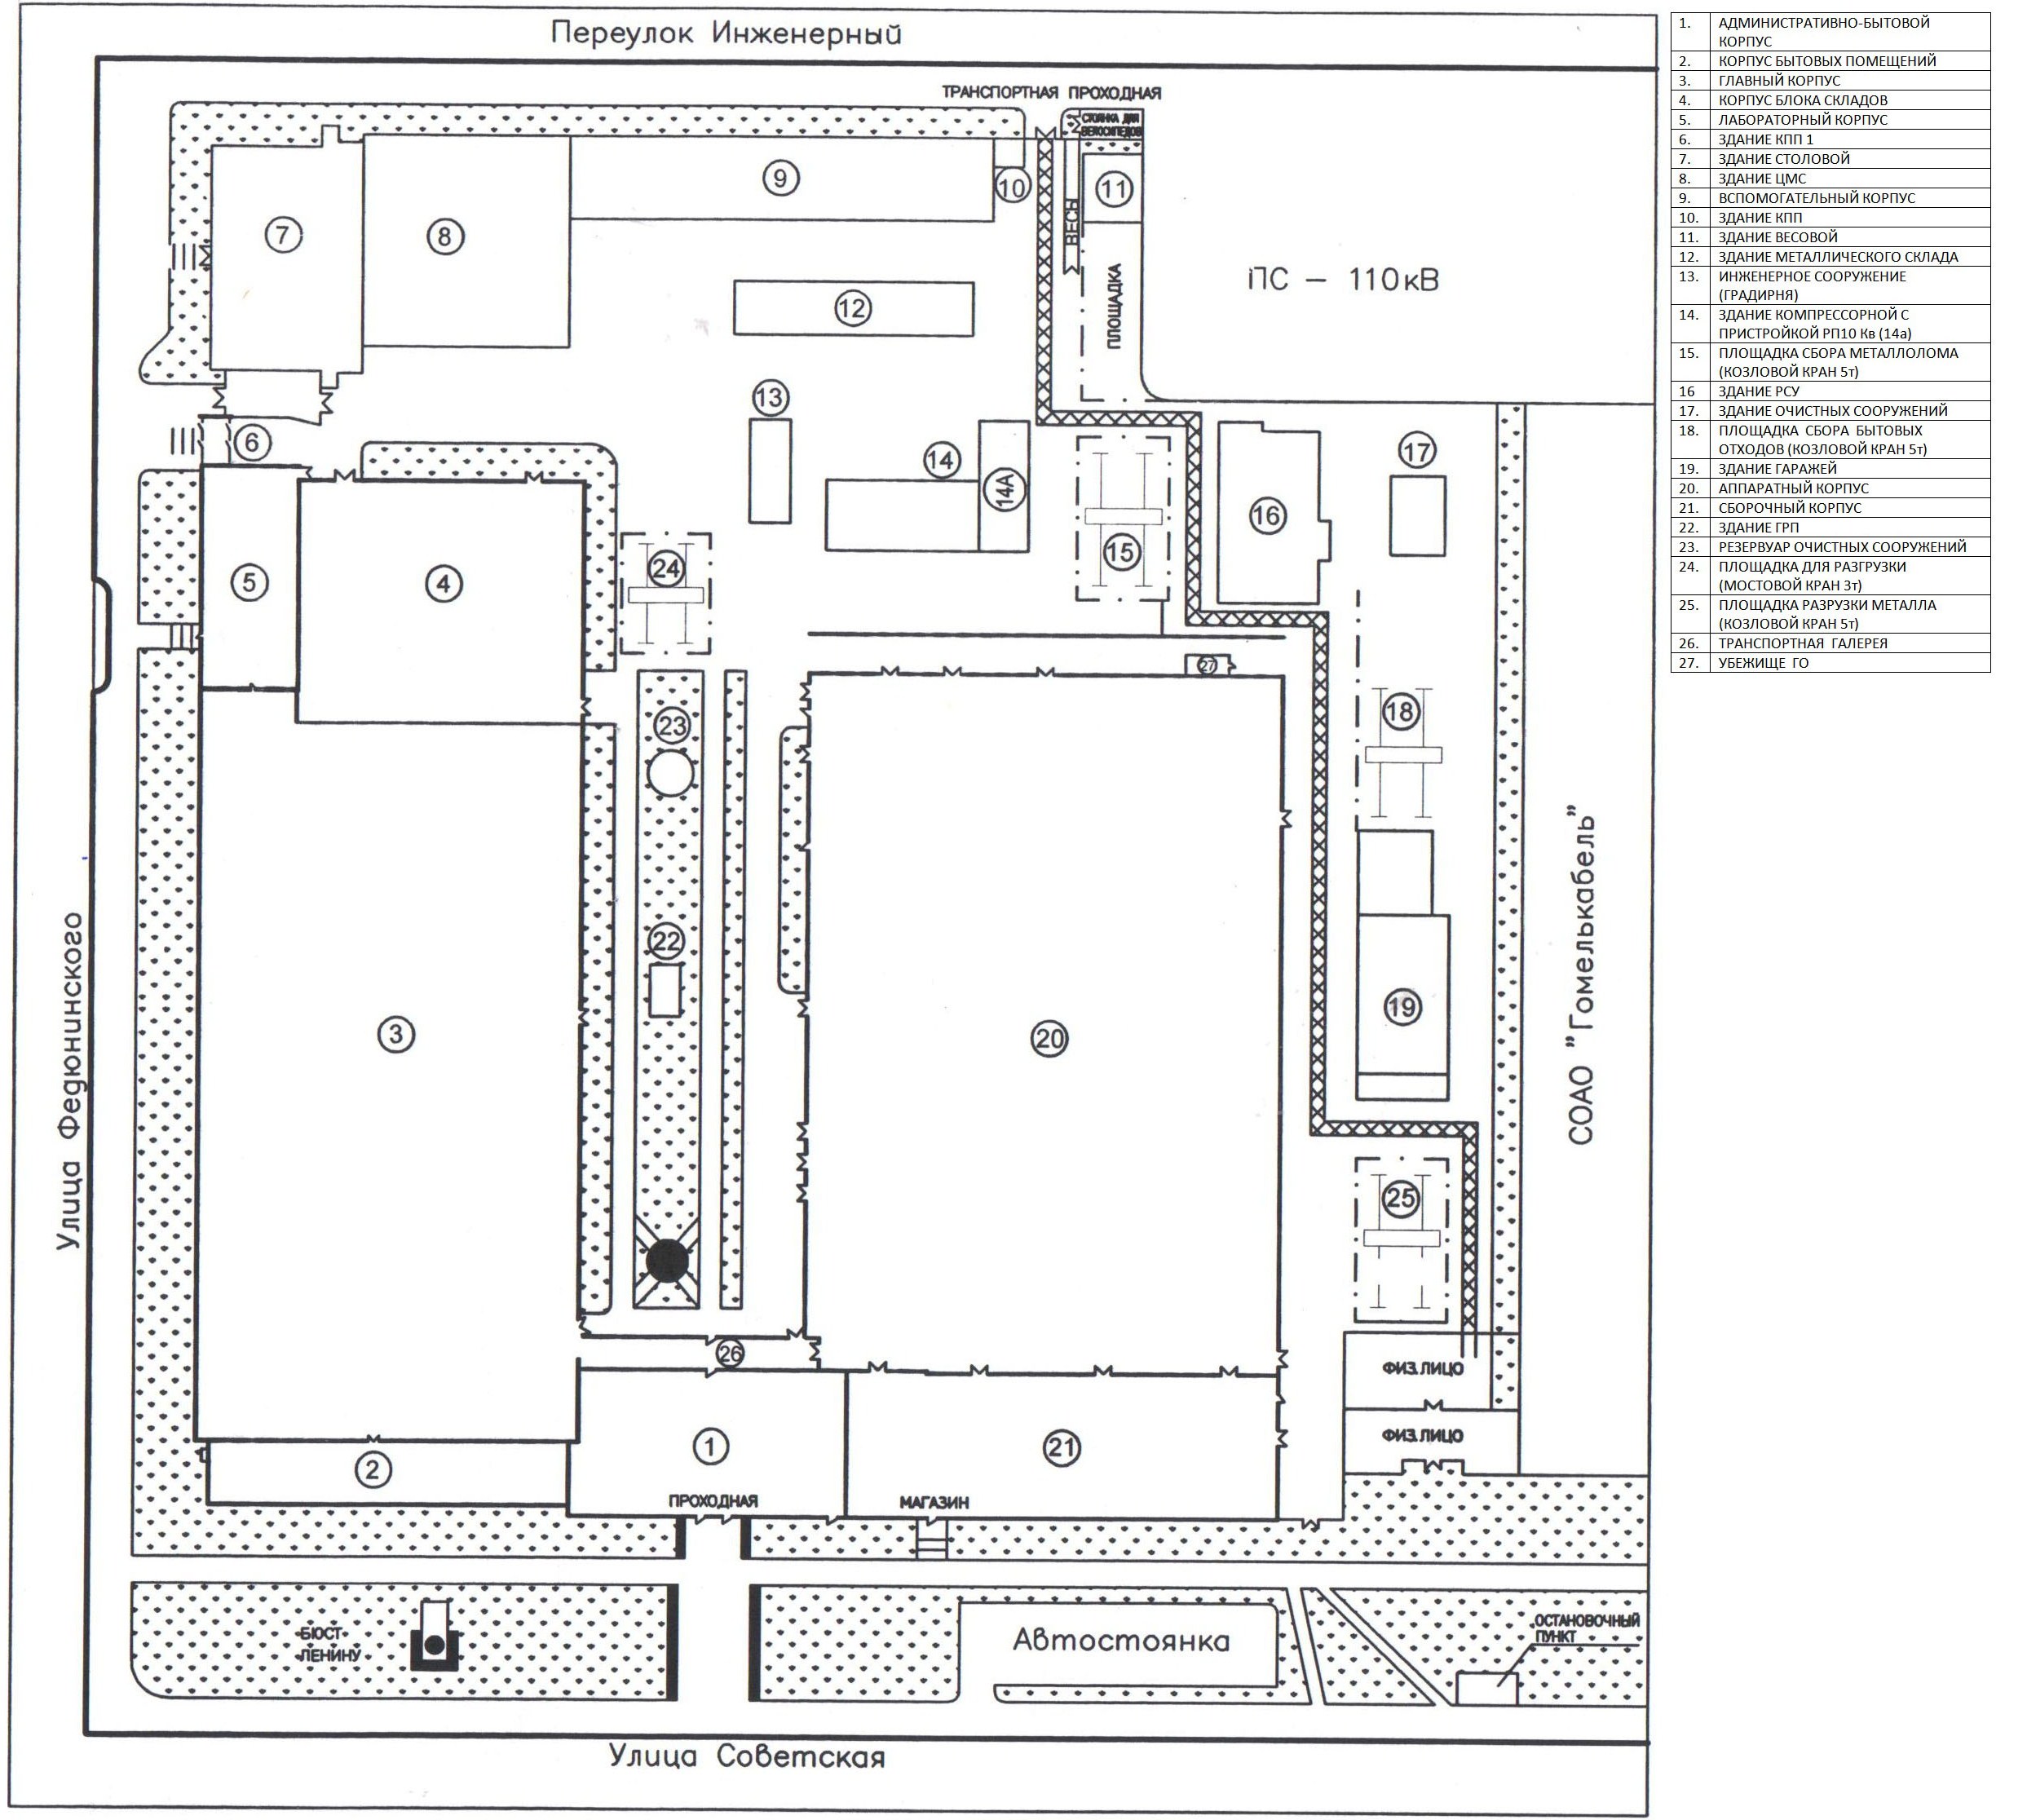 Переулок Инженерный
ТРАНСПОРТНАЯ ПРОХОДНАЯ
СТОЯНКА ДЛЯ
ВЕЛОСИПЕДОВ
9
10
11
7
8
ВЕСЫ
ПЛОЩАДКА
ПС – 110кВ
12
13
6
14
14А
17
16
15
24
5
4
27
23
18
22
19
3
20
Улица Федюнинского
СОАО "Гомелькабель"
25
26
ФИЗ.ЛИЦО
ФИЗ.ЛИЦО
1
21
2
ПРОХОДНАЯ
МАГАЗИН
БЮСТ
ЛЕНИНУ
Автостоянка
ОСТАНОВОЧНЫЙ
ПУНКТ
Улица Советская
1. АДМИНИСТРАТИВНО-БЫТОВОЙ
КОРПУС
2. КОРПУС БЫТОВЫХ ПОМЕЩЕНИЙ
3. ГЛАВНЫЙ КОРПУС
4. КОРПУС БЛОКА СКЛАДОВ
5. ЛАБОРАТОРНЫЙ КОРПУС
6. ЗДАНИЕ КПП 1
7. ЗДАНИЕ СТОЛОВОЙ
8. ЗДАНИЕ ЦМС
9. ВСПОМОГАТЕЛЬНЫЙ КОРПУС
10. ЗДАНИЕ КПП
11. ЗДАНИЕ ВЕСОВОЙ
12. ЗДАНИЕ МЕТАЛЛИЧЕСКОГО СКЛАДА
13. ИНЖЕНЕРНОЕ СООРУЖЕНИЕ
(ГРАДИРНЯ)
14. ЗДАНИЕ КОМПРЕССОРНОЙ С
ПРИСТРОЙКОЙ РП10 Кв (14а)
15. ПЛОЩАДКА СБОРА МЕТАЛЛОЛОМА
(КОЗЛОВОЙ КРАН 5т)
16 ЗДАНИЕ РСУ
17. ЗДАНИЕ ОЧИСТНЫХ СООРУЖЕНИЙ
18. ПЛОЩАДКА СБОРА БЫТОВЫХ
ОТХОДОВ (КОЗЛОВОЙ КРАН 5т)
19. ЗДАНИЕ ГАРАЖЕЙ
20. АППАРАТНЫЙ КОРПУС
21. СБОРОЧНЫЙ КОРПУС
22. ЗДАНИЕ ГРП
23. РЕЗЕРВУАР ОЧИСТНЫХ СООРУЖЕНИЙ
24. ПЛОЩАДКА ДЛЯ РАЗГРУЗКИ
(МОСТОВОЙ КРАН 3т)
25. ПЛОЩАДКА РАЗРУЗКИ МЕТАЛЛА
(КОЗЛОВОЙ КРАН 5т)
26. ТРАНСПОРТНАЯ ГАЛЕРЕЯ
27. УБЕЖИЩЕ ГО